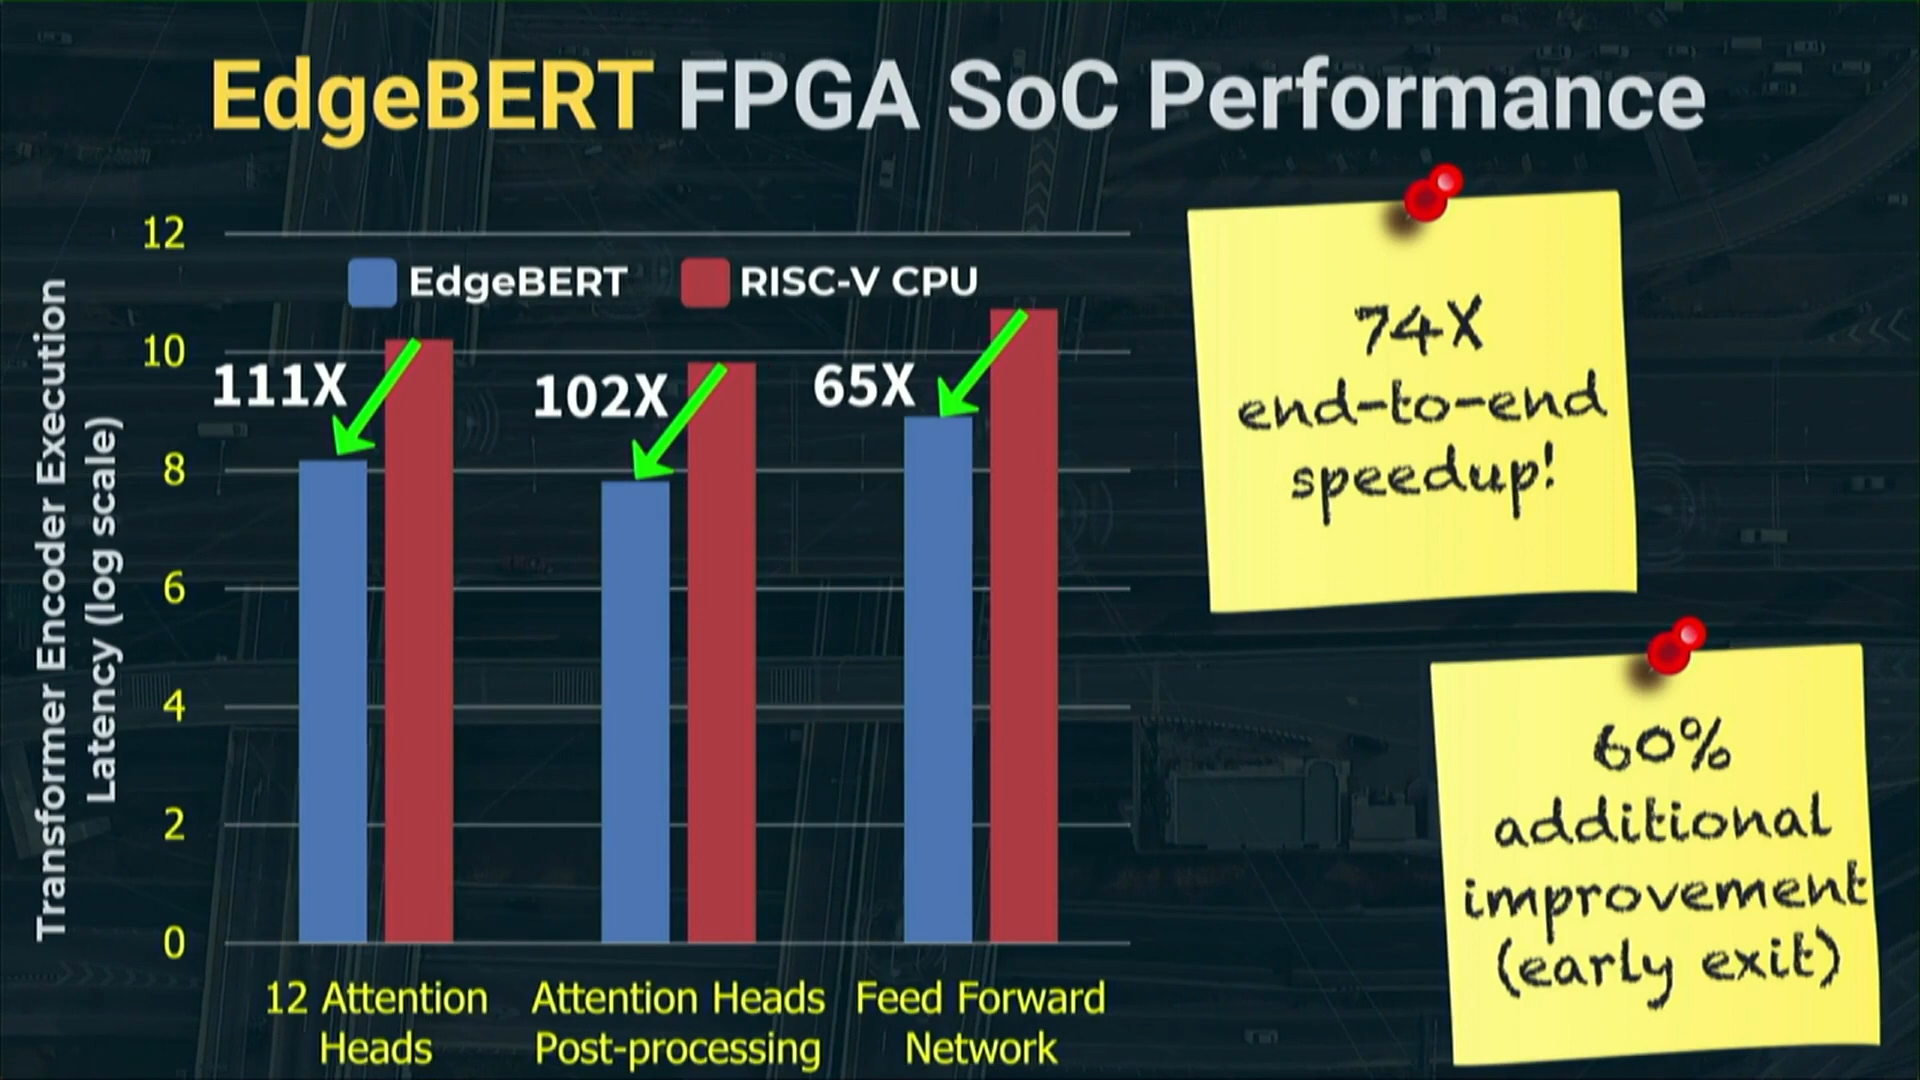 EdgeBERT FPGA SoC Performance
Transformer Encoder Execution
Latency (log scale)
12
10
8
6
4
2
0
EdgeBERT
RISC-V CPU
111X
102X
65X
12 Attention
Heads
Attention Heads
Post-processing
Feed Forward
Network
74X
end-to-end
speedup!
60%
additional
improvement
(early exit)